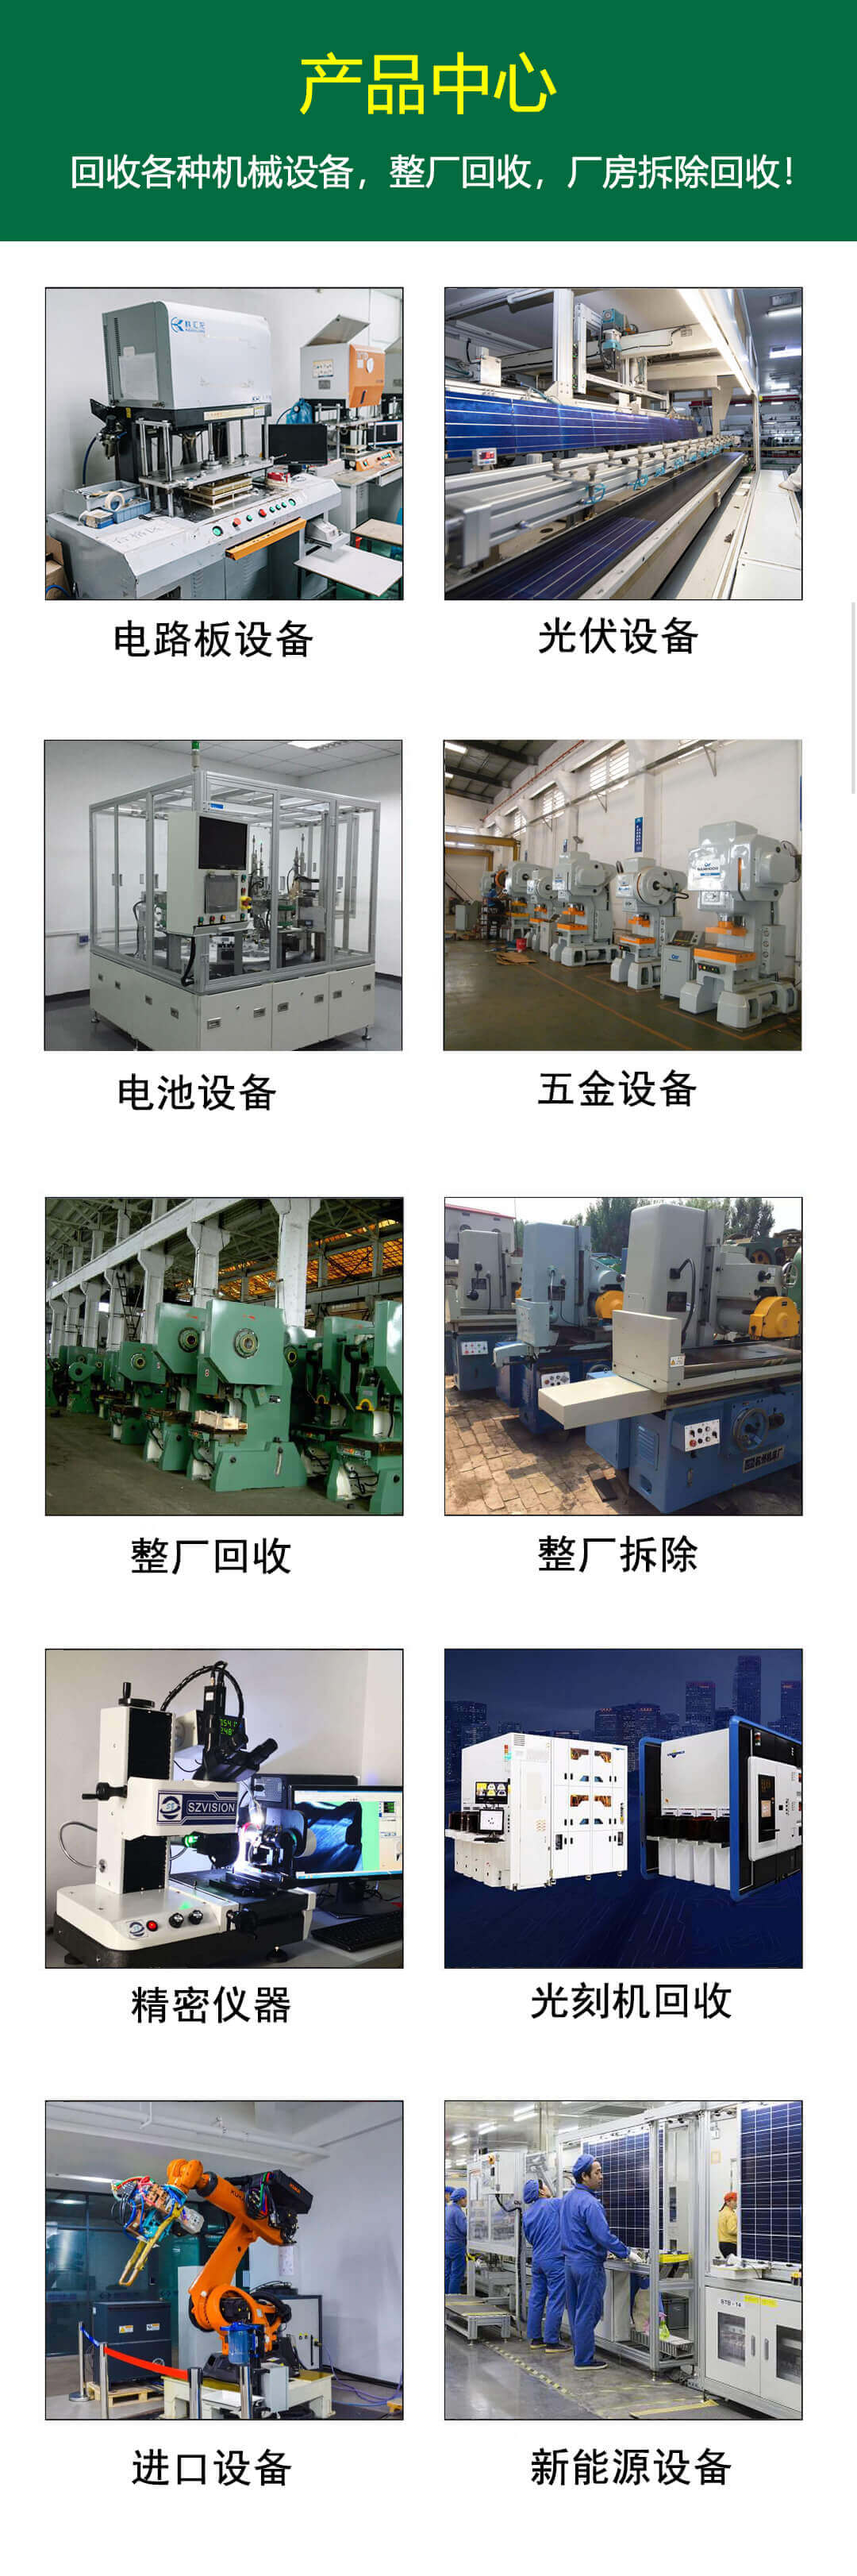 产品中心
回收各种机械设备，整厂回收，厂房拆除回收！
电路板设备
光伏设备
电池设备
五金设备
整厂回收
整厂拆除
SZVISION
精密仪器
光刻机回收
进口设备
新能源设备